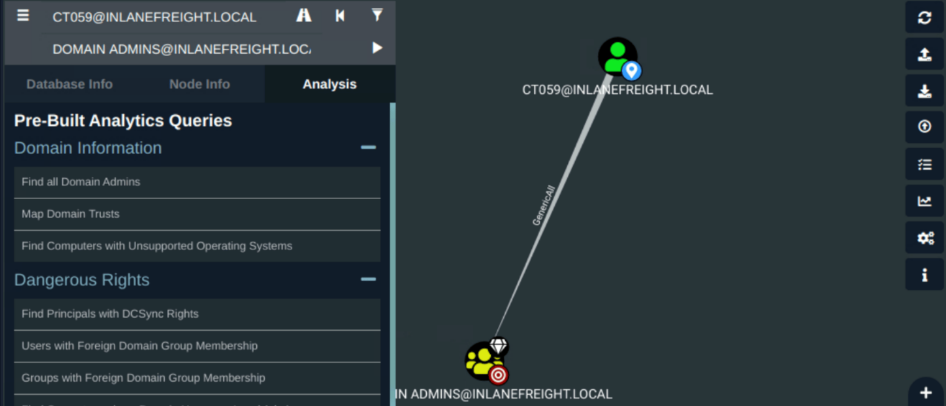 CT059@INLANEFREIGHT.LOCAL
DOMAIN ADMINS@INLANEFREIGHT.LOC
Database Info
Node Info
Analysis
Pre-Built Analytics Queries
Domain Information
Find all Domain Admins
Map Domain Trusts
Find Computers with Unsupported Operating Systems
Dangerous Rights
Find Principals with DCSync Rights
Users with Foreign Domain Group Membership
Groups with Foreign Domain Group Membership
CT059@INLANEFREIGHT.LOCAL
GenericAll
IN ADMINS@INLANEFREIGHT.LOCAL